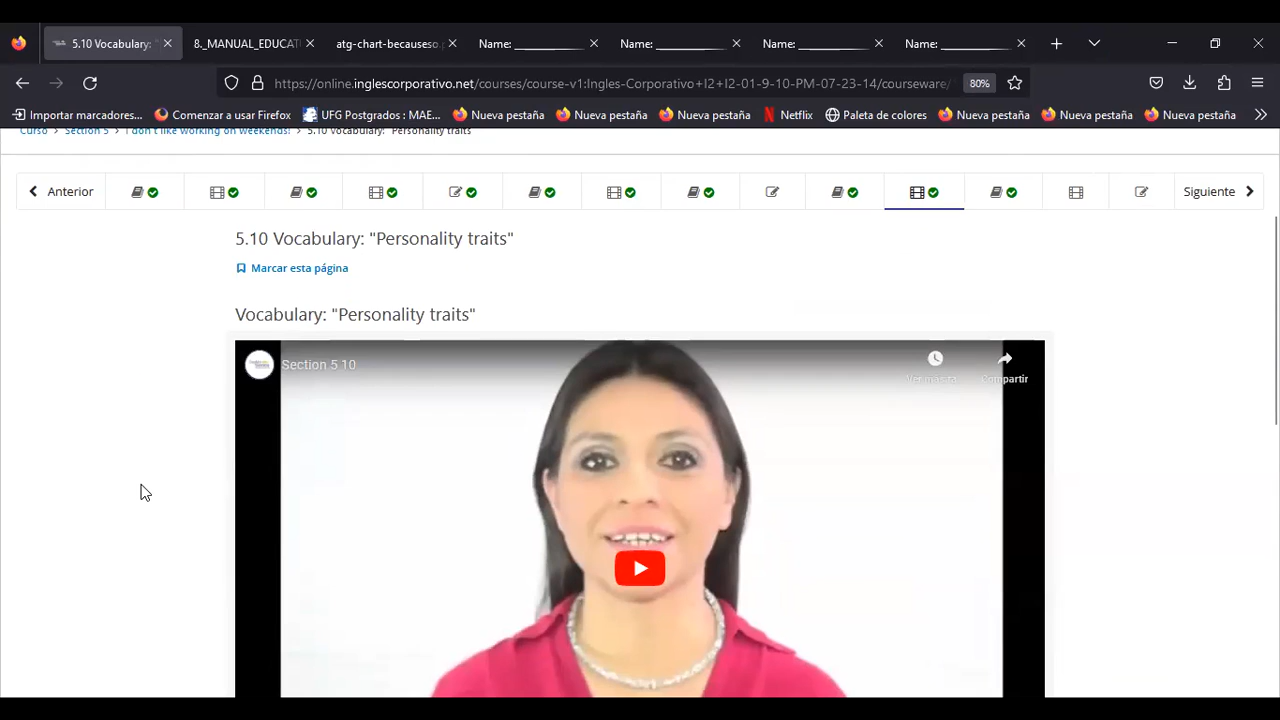 5.10 Vocabulary: "
8._MANUAL_EDUCAT
atg-chart-becauseso.p
Name: ___________
Name: ___________
Name: ___________
Name: ___________
https://online.inglescorporativo.net/courses/course-v1:Ingles-Corporativo+I2+I2-01-9-10-PM-07-23-14/courseware/
80%
Importar marcadores...
Comenzar a usar Firefox
UFG Postgrados : MAE...
Nueva pestaña
Nueva pestaña
Nueva pestaña
Netflix
Paleta de colores
Nueva pestaña
Nueva pestaña
Nueva pestaña
Curso > Section 5 > I don't like working on weekends! > 5.10 Vocabulary: "Personality traits"
Anterior
Siguiente
5.10 Vocabulary: "Personality traits"
Marcar esta página
Vocabulary: "Personality traits"
Section 5 10
Ver más ta...
Compartir